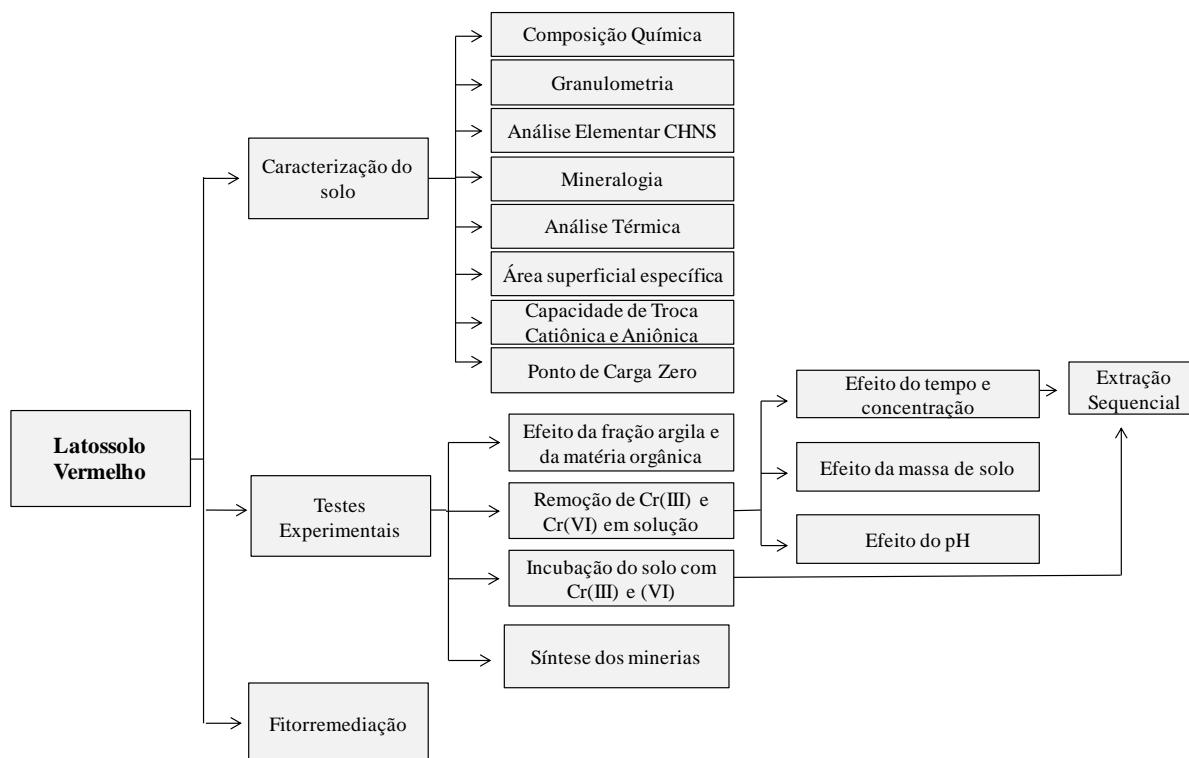 Composição Química
Granulometria
Análise Elementar CHNS
Caracterização do
solo
Mineralogia
Análise Térmica
Área superficial específica
Capacidade de Troca
Catiônica e Aniônica
Ponto de Carga Zero
Latossolo
Vermelho
Testes
Experimentais
Efeito da fração argila e
da matéria orgânica
Remoção de Cr(III) e
Cr(VI) em solução
Incubação do solo com
Cr(III) e (VI)
Síntese dos minerias
Efeito do tempo e
concentração
Efeito da massa de solo
Efeito do pH
Extração
Sequencial
Fitorremediação